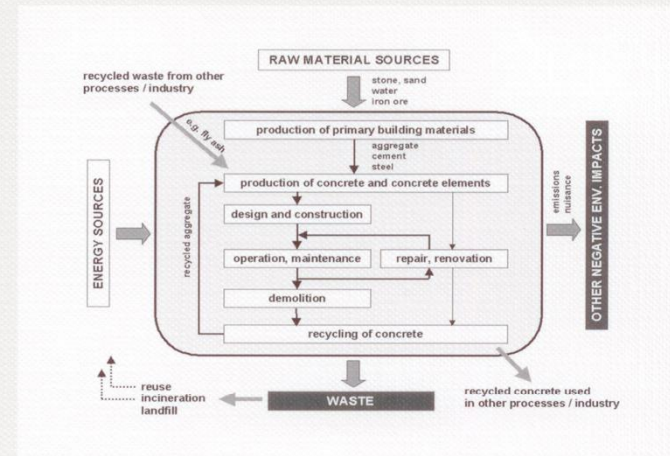 RAW MATERIAL SOURCES
recycled waste from other
processes / industry
stone, sand
water
iron ore
e.g. fly ash
production of primary building materials
aggregate
cement
steel
production of concrete and concrete elements
design and construction
operation, maintenance
repair, renovation
demolition
recycling of concrete
recycled aggregate
ENERGY SOURCES
emissions
nuisance
OTHER NEGATIVE ENV. IMPACTS
reuse
incineration
landfill
WASTE
recycled concrete used
in other processes / industry